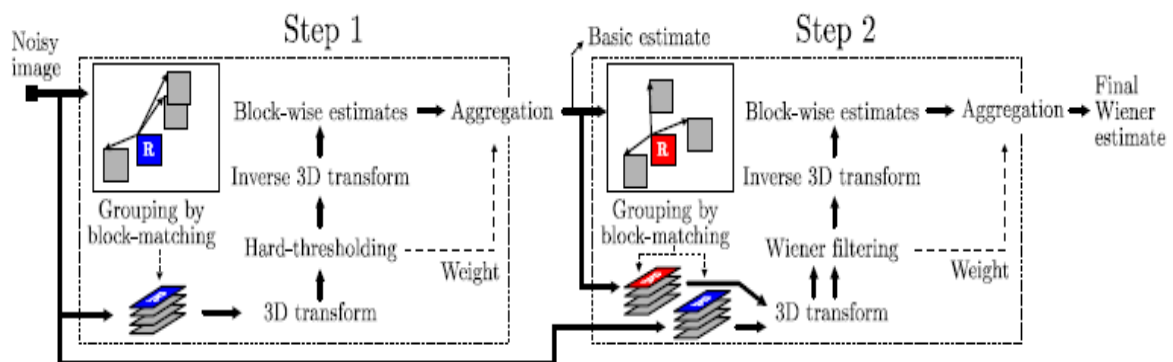 Step 1
Step 2
Noisy
image
R
Grouping by
block-matching
Block-wise estimates
Aggregation
Inverse 3D transform
Hard-thresholding
Weight
3D transform
Basic estimate
R
Grouping by
block-matching
Block-wise estimates
Aggregation
Inverse 3D transform
Wiener filtering
Weight
3D transform
Final
Wiener
estimate